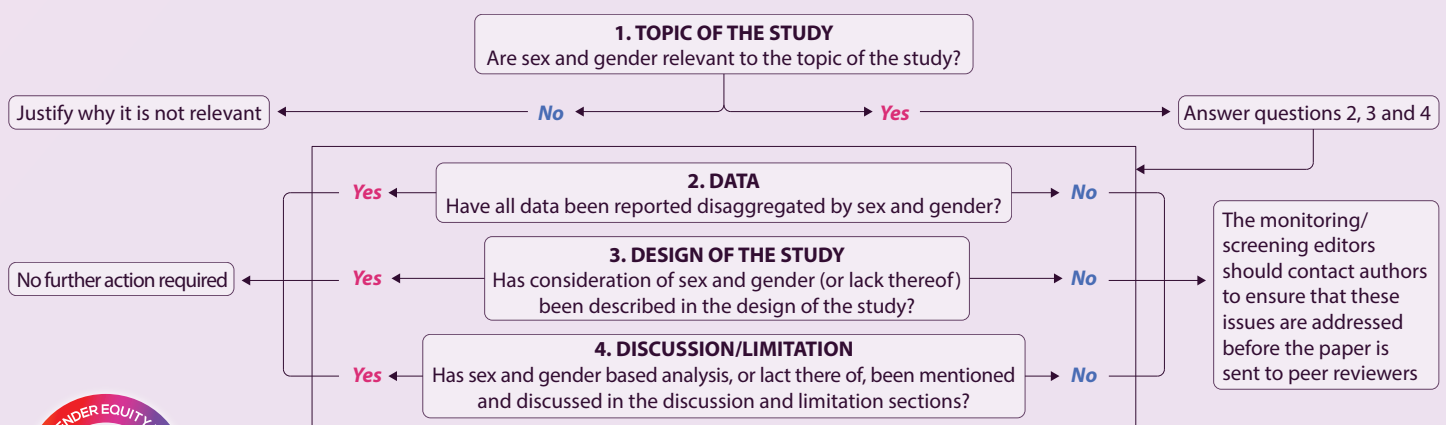 1. TOPIC OF THE STUDY
Are sex and gender relevant to the topic of the study?
Justify why it is not relevant
No
Yes
Answer questions 2, 3 and 4
Yes
2. DATA
Have all data been reported disaggregated by sex and gender?
No
No further action required
Yes
3. DESIGN OF THE STUDY
Has consideration of sex and gender (or lack thereof)
been described in the design of the study?
No
The monitoring/
screening editors
should contact authors
to ensure that these
issues are addressed
before the paper is
sent to peer reviewers
Yes
4. DISCUSSION/LIMITATION
Has sex and gender based analysis, or lact there of, been mentioned
and discussed in the discussion and limitation sections?
No
ENDER EQUITY